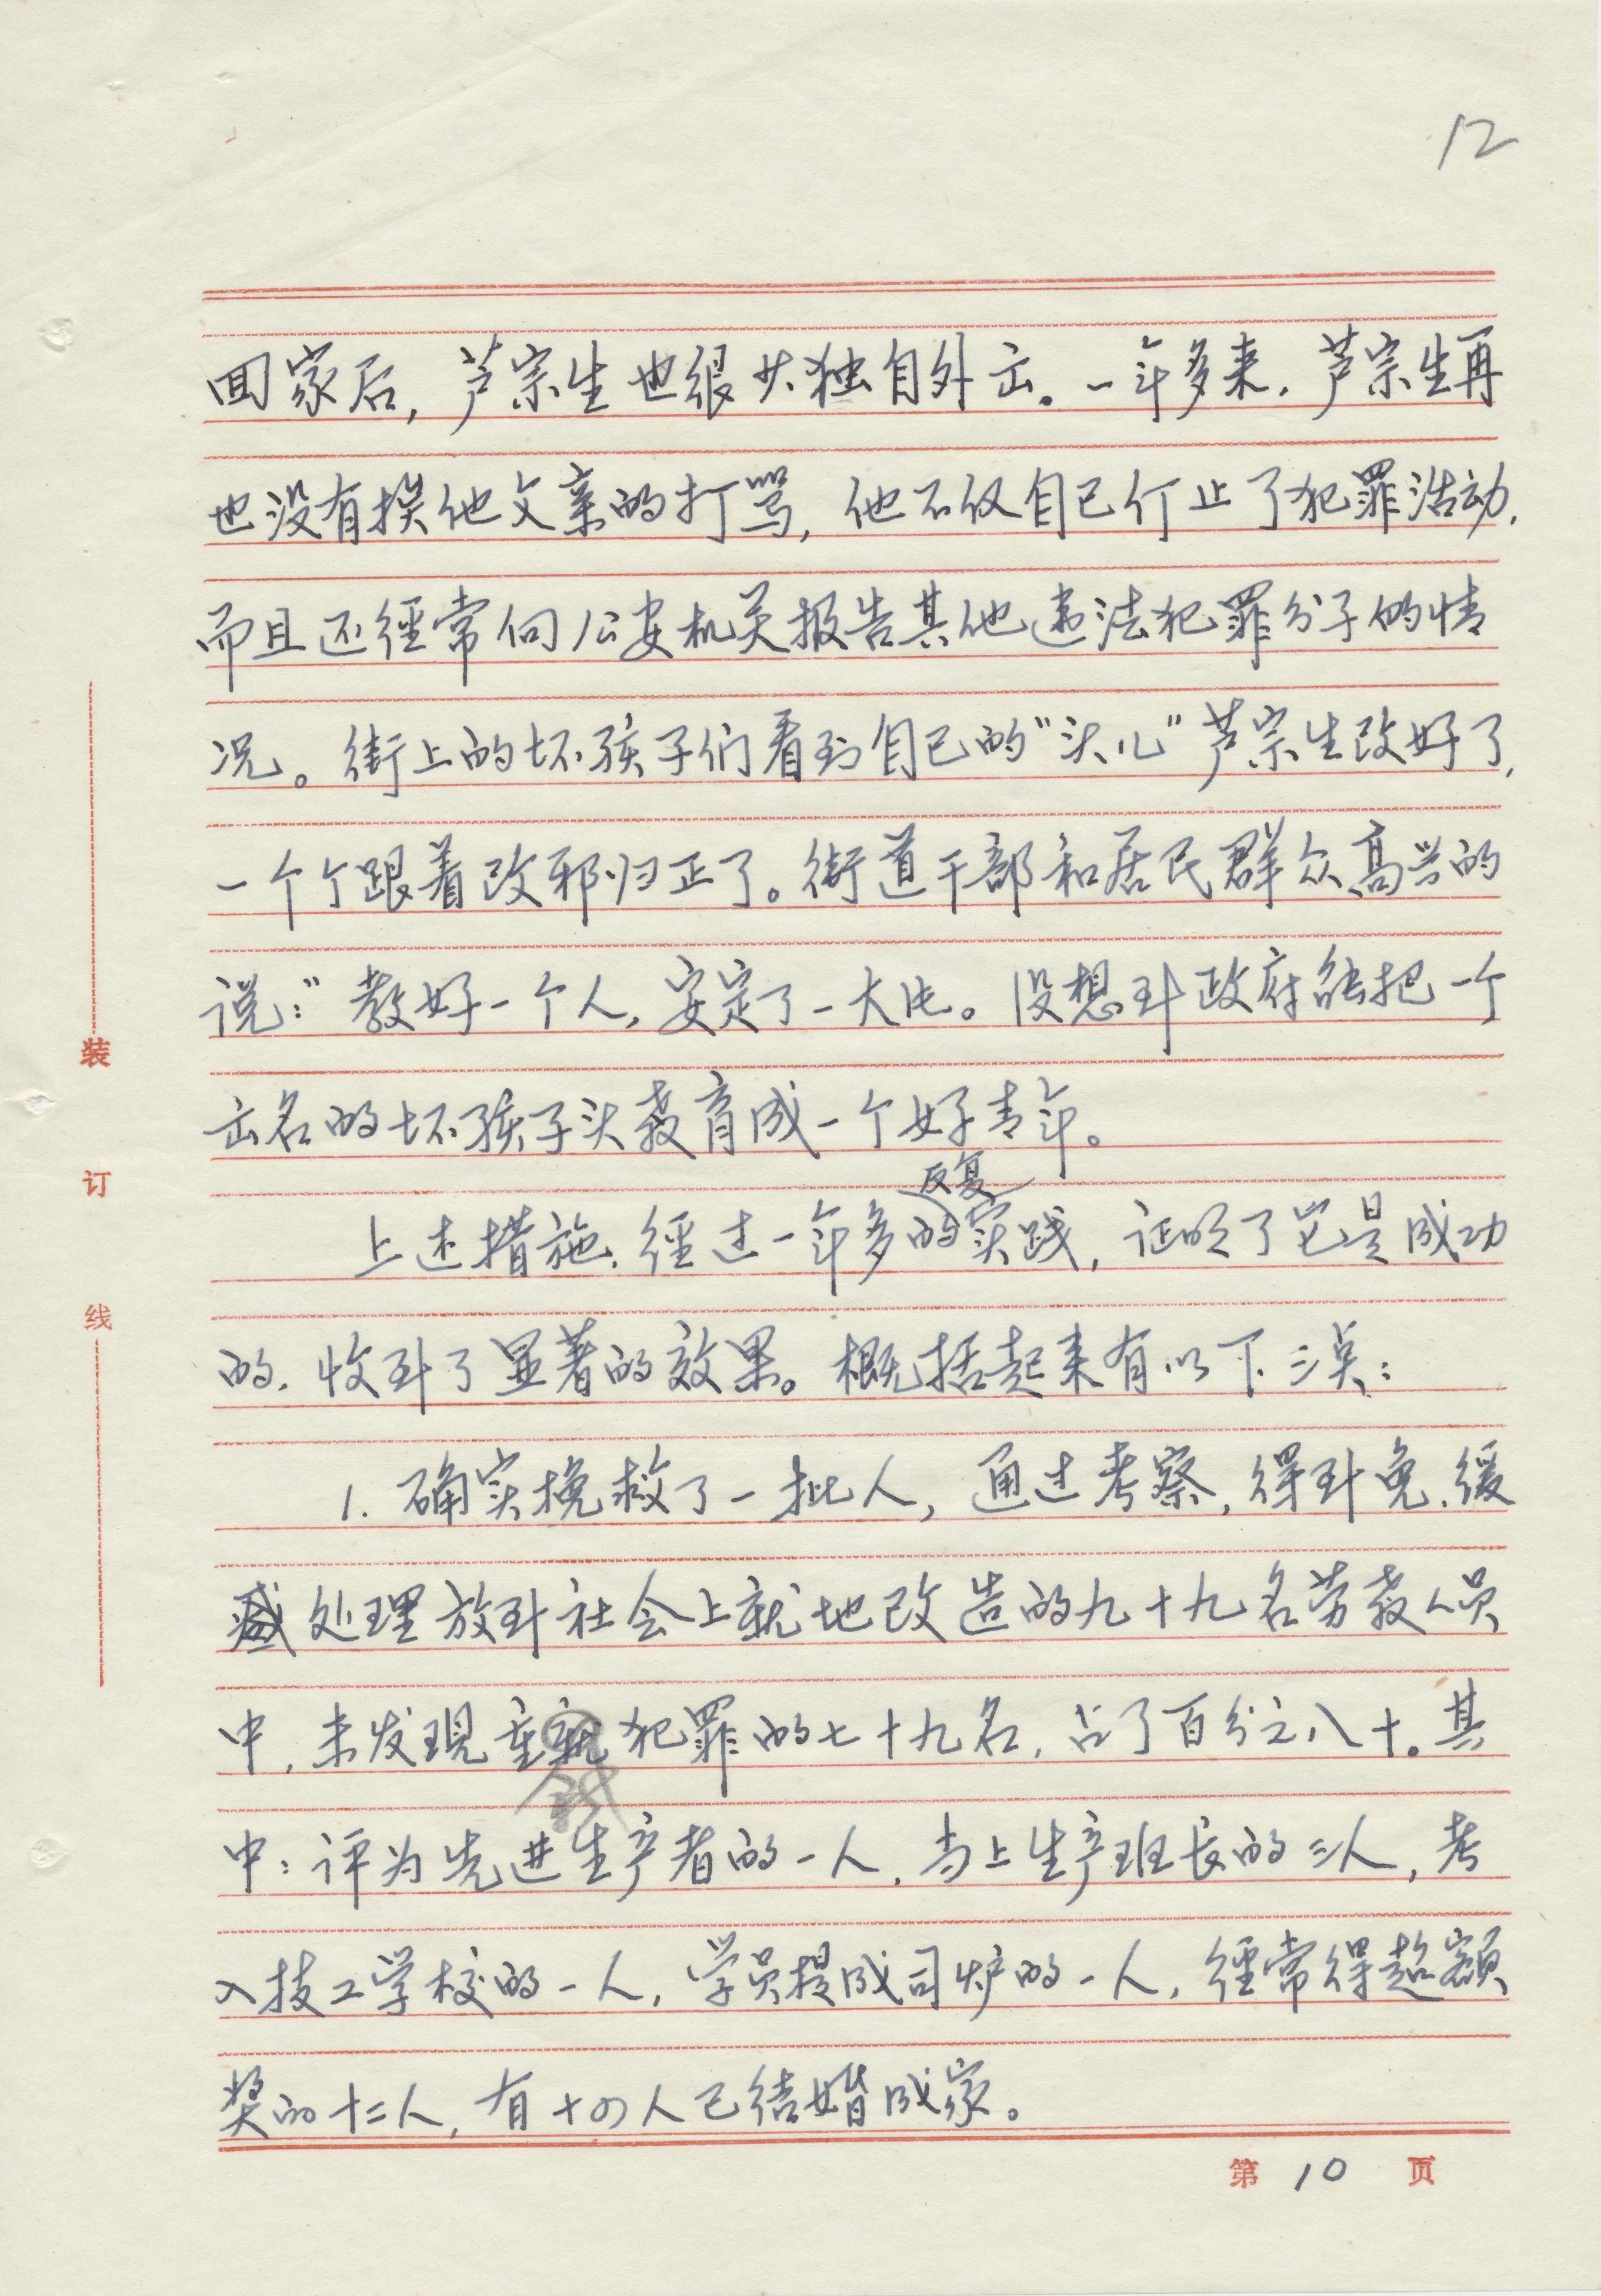 12
回家后，芦宗生也很少独自外出。一年多来，芦宗生再
也没有挨他父亲的打骂，他不仅自己停止了犯罪活动，
而且还经常向公安机关报告其他违法犯罪分子的情
况。街上的坏孩子们看到自己的“头儿”芦宗生改好了，
一个个跟着改邪归正了。街道干部和居民群众高兴的
说：“教好一个人，安定了一大片。没想到政府能把一个
出名的坏孩子头教育成一个好青年。
反复
上述措施，经过一年多的实践，证明了它是成功
的，收到了显著的效果。概括起来有以下三点：
1. 确实挽救了一批人，通过考察，得到免、缓
处理放到社会上就地改造的九十九名劳教人员
中，未发现重新犯罪的七十九名，占了百分之八十。其
中：评为先进生产者的一人，当上生产班长的三人，考
入技工学校的一人，学员提成司炉的一人，经常得超额
奖的十二人，有十四人已结婚成家。
装
订
线
第 10 页